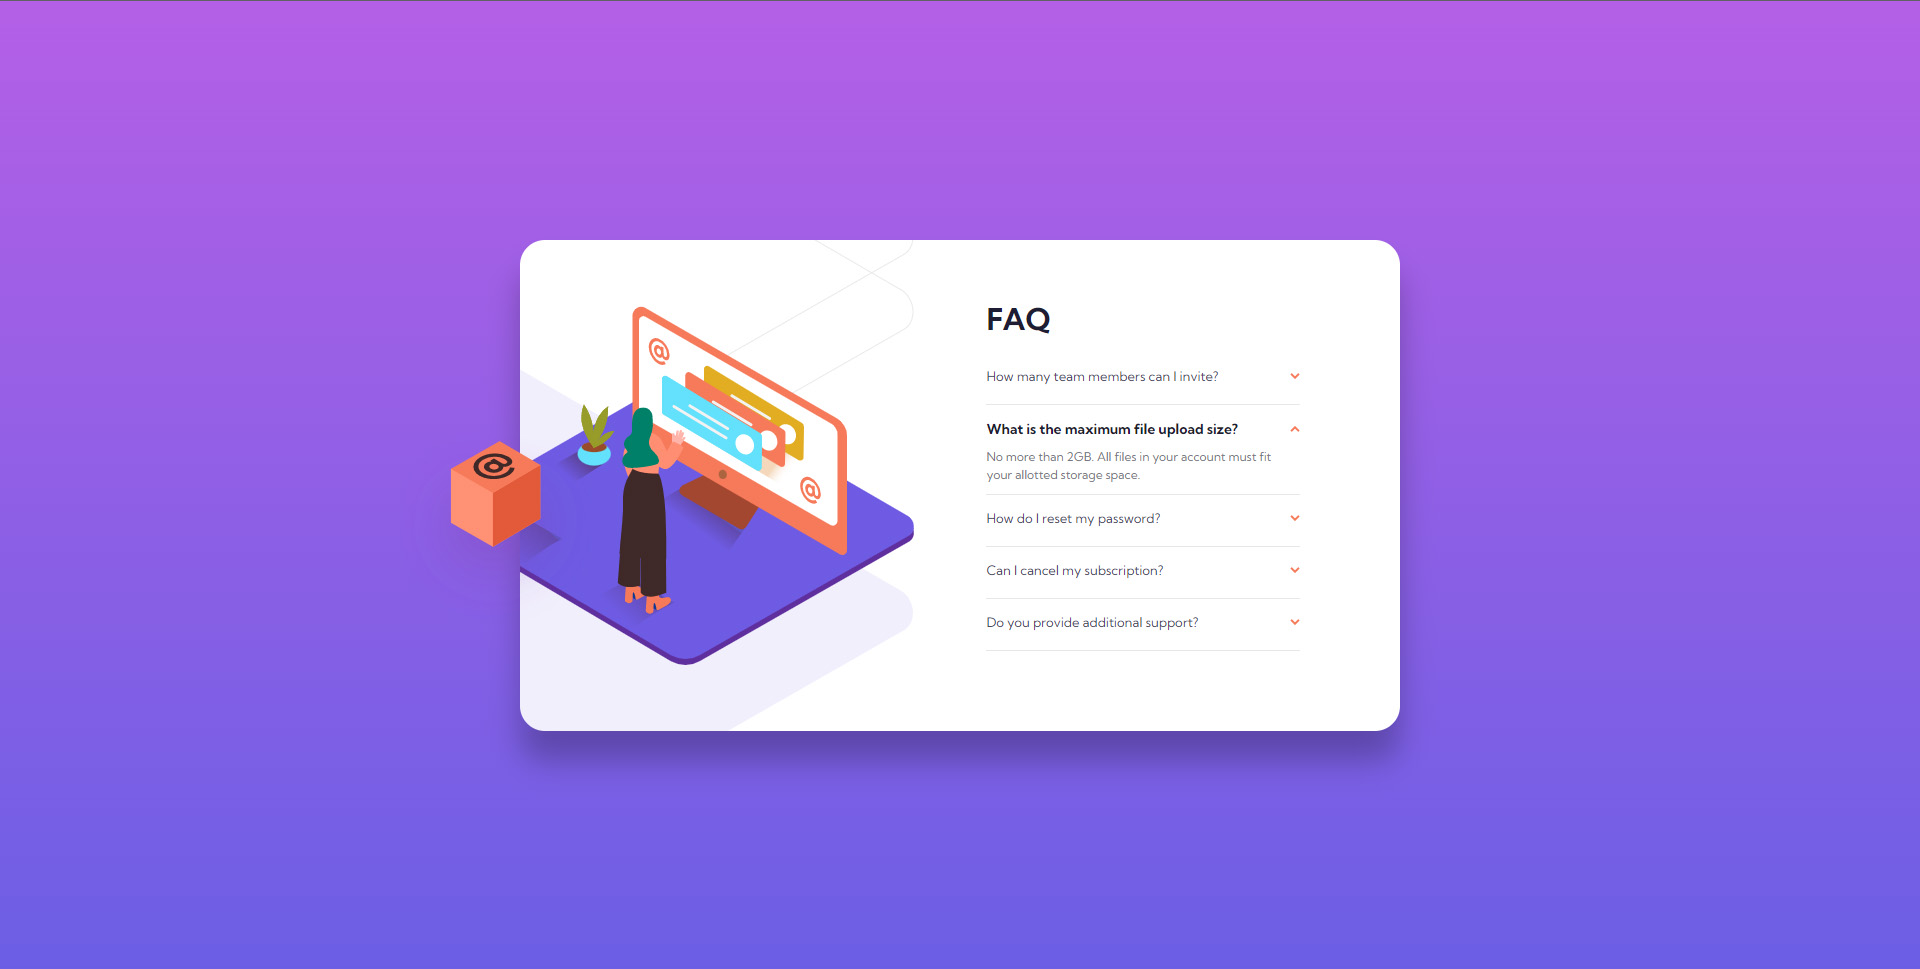 @
@
@
FAQ
How many team members can I invite?
What is the maximum file upload size?
No more than 2GB. All files in your account must fit
your allotted storage space.
How do I reset my password?
Can I cancel my subscription?
Do you provide additional support?